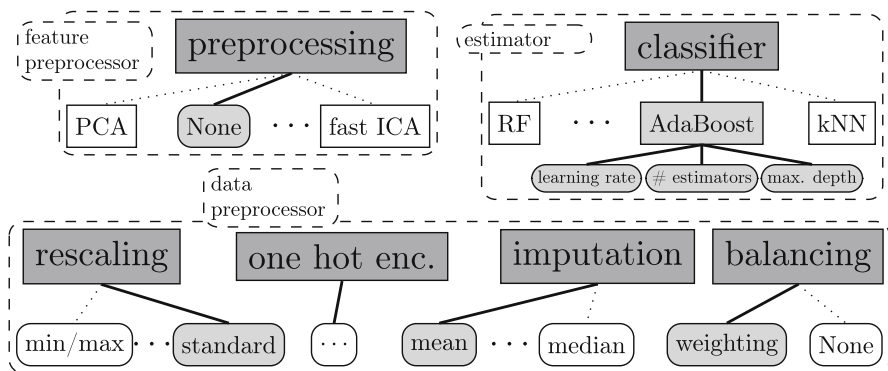 feature
preprocessor
preprocessing
PCA
None
···
fast ICA
estimator
classifier
RF
···
AdaBoost
kNN
learning rate
# estimators
max. depth
data
preprocessor
rescaling
one hot enc.
imputation
balancing
min/max
···
standard
···
mean
···
median
weighting
None